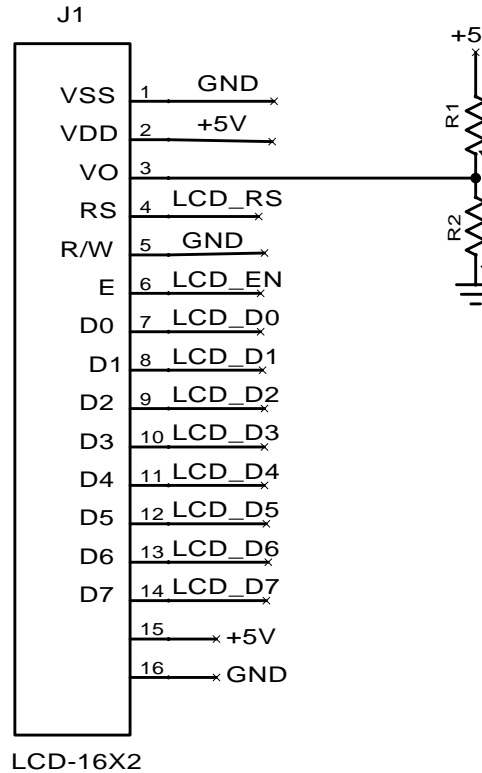 J1
+5
VSS 1 GND
VDD 2 +5V
VO 3
RS 4 LCD_RS
R/W 5 GND
E 6 LCD_EN
D0 7 LCD_D0
D1 8 LCD_D1
D2 9 LCD_D2
D3 10 LCD_D3
D4 11 LCD_D4
D5 12 LCD_D5
D6 13 LCD_D6
D7 14 LCD_D7
15 +5V
16 GND
R1
R2
LCD-16X2